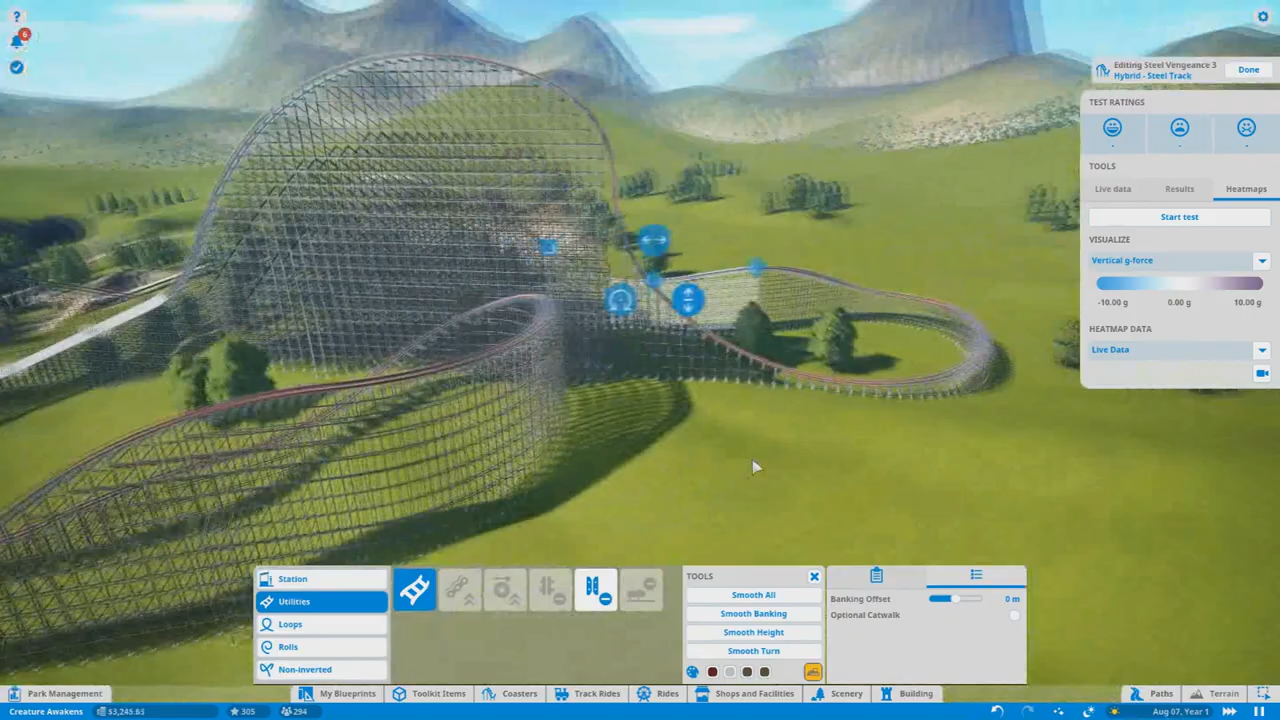 ?
6
Editing Steel Vengeance 3
Hybrid - Steel Track
Done
TEST RATINGS
- - -
TOOLS
Live data Results Heatmaps
Start test
VISUALIZE
Vertical g-force
-10.00 g 0.00 g 10.00 g
HEATMAP DATA
Live Data
Station
Utilities
Loops
Rolls
Non-inverted
TOOLS
Smooth All
Smooth Banking
Smooth Height
Smooth Turn
Banking Offset 0 m
Optional Catwalk
Park Management My Blueprints Toolkit Items Coasters Track Rides Rides Shops and Facilities Scenery Building Paths Terrain
Creature Awakens 305 294 Aug 07, Year 1